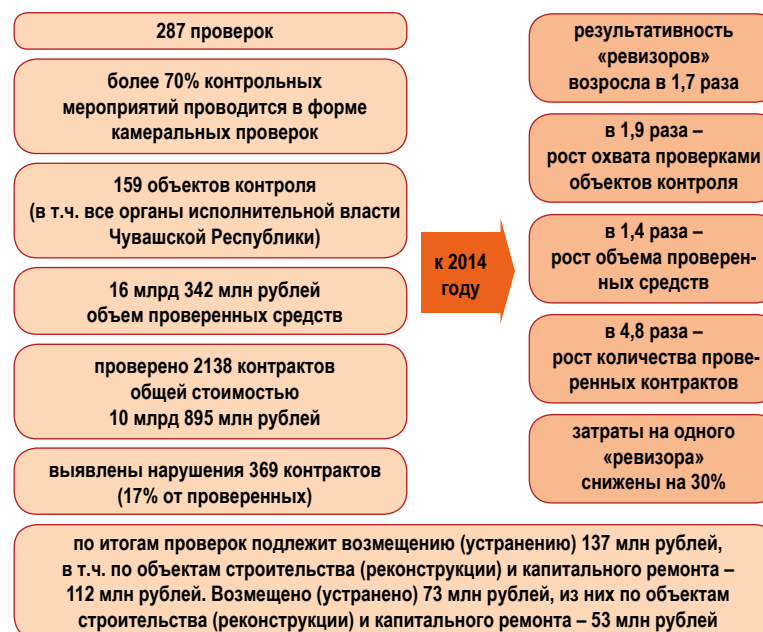 287 проверок
более 70% контрольных
мероприятий проводится в форме
камеральных проверок
159 объектов контроля
(в т.ч. все органы исполнительной власти
Чувашской Республики)
16 млрд 342 млн рублей
объем проверенных средств
проверено 2138 контрактов
общей стоимостью
10 млрд 895 млн рублей
выявлены нарушения 369 контрактов
(17% от проверенных)
к 2014
году
результативность
«ревизоров»
возросла в 1,7 раза
в 1,9 раза –
рост охвата проверками
объектов контроля
в 1,4 раза –
рост объема проверен-
ных средств
в 4,8 раза –
рост количества прове-
ренных контрактов
затраты на одного
«ревизора»
снижены на 30%
по итогам проверок подлежит возмещению (устранению) 137 млн рублей,
в т.ч. по объектам строительства (реконструкции) и капитального ремонта –
112 млн рублей. Возмещено (устранено) 73 млн рублей, из них по объектам
строительства (реконструкции) и капитального ремонта – 53 млн рублей